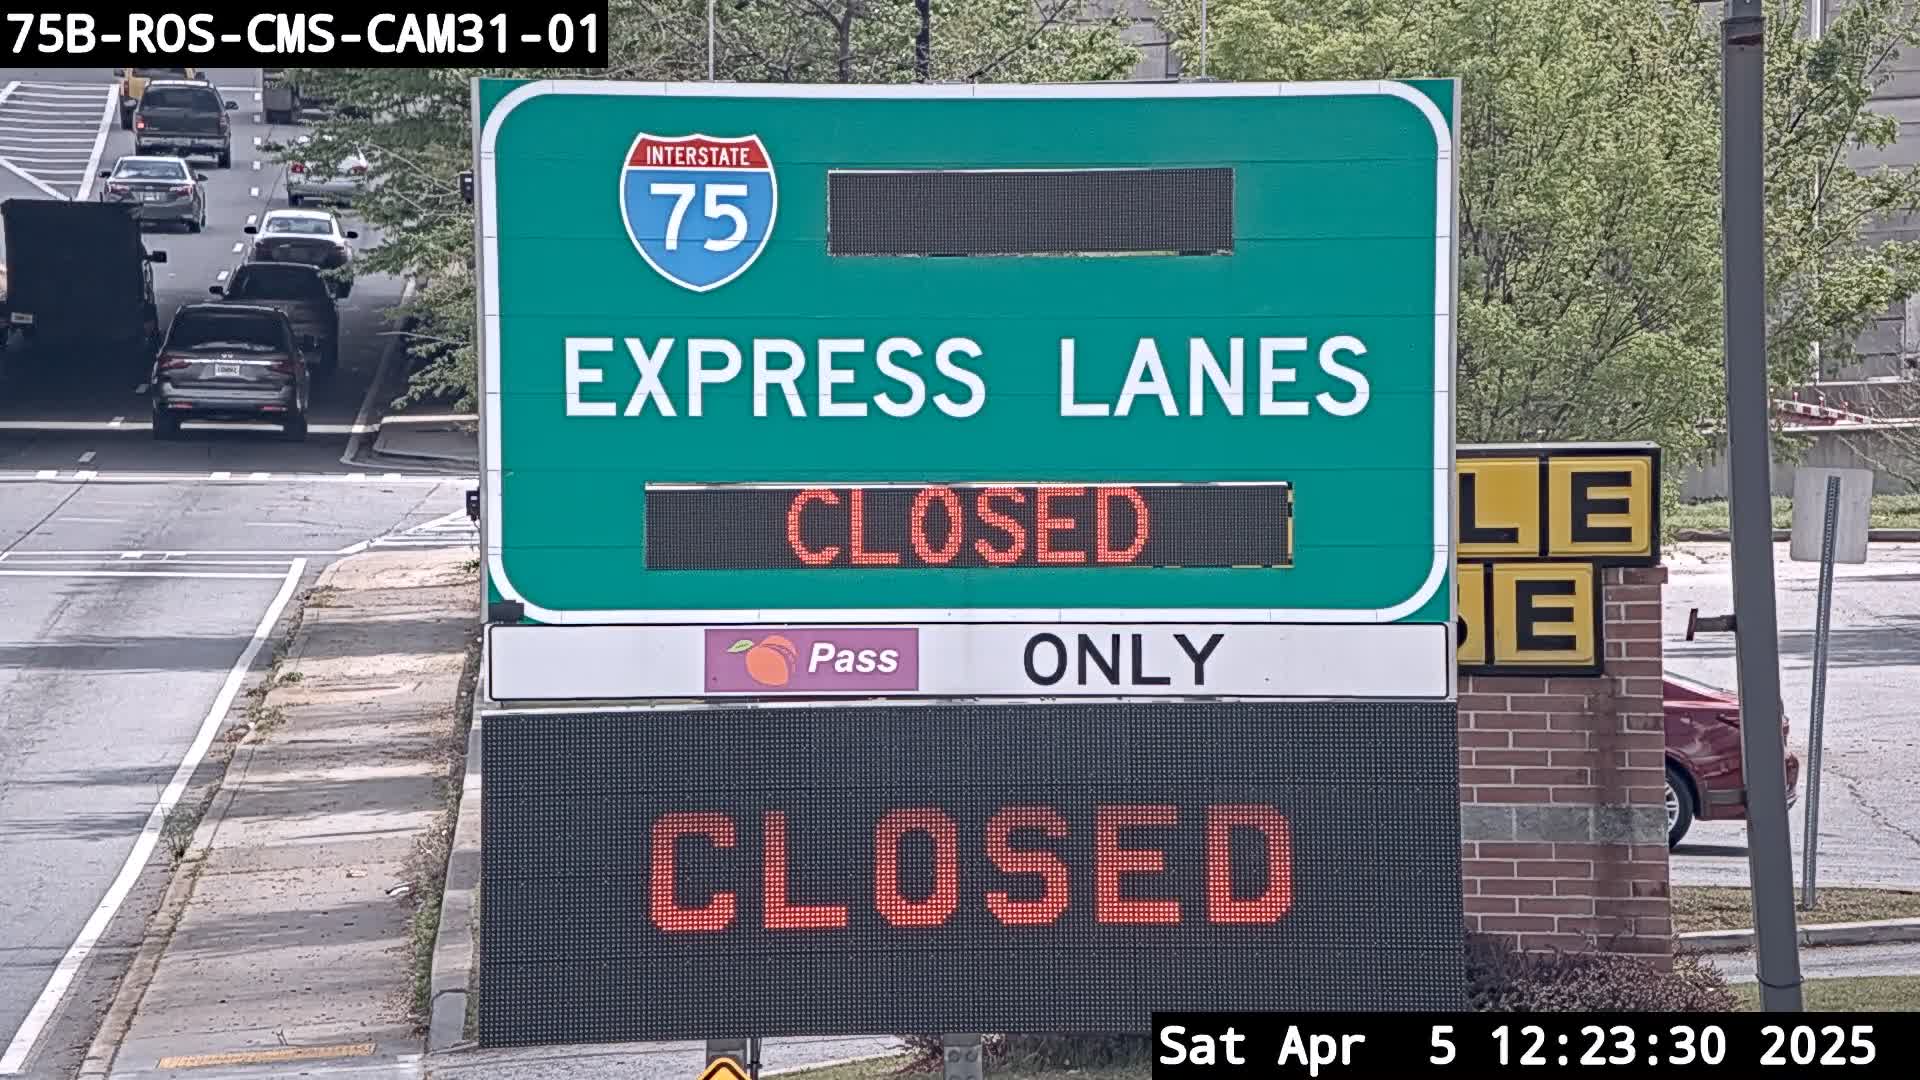 75B-ROS-CMS-CAM31-01
INTERSTATE
75
EXPRESS LANES
CLOSED
Pass ONLY
CLOSED
LE
E
Sat Apr 5 12:23:30 2025